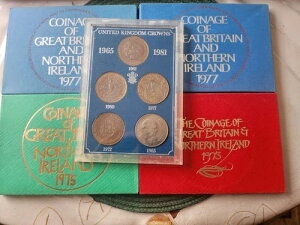 COINAGE
OF
GREAT BRITAIN
AND
NORTHERN
IRELAND
1977
COINAGE
OF
GREAT BRITAIN
AND
NORTHERN
IRELAND
1977
UNITED KINGDOM CROWNS
1965 1981
1965
1977
1981
COINAGE
OF
GREAT BRITAIN
&
NORTHERN
IRELAND
1975
THE COINAGE OF
GREAT BRITAIN &
NORTHERN IRELAND
1975